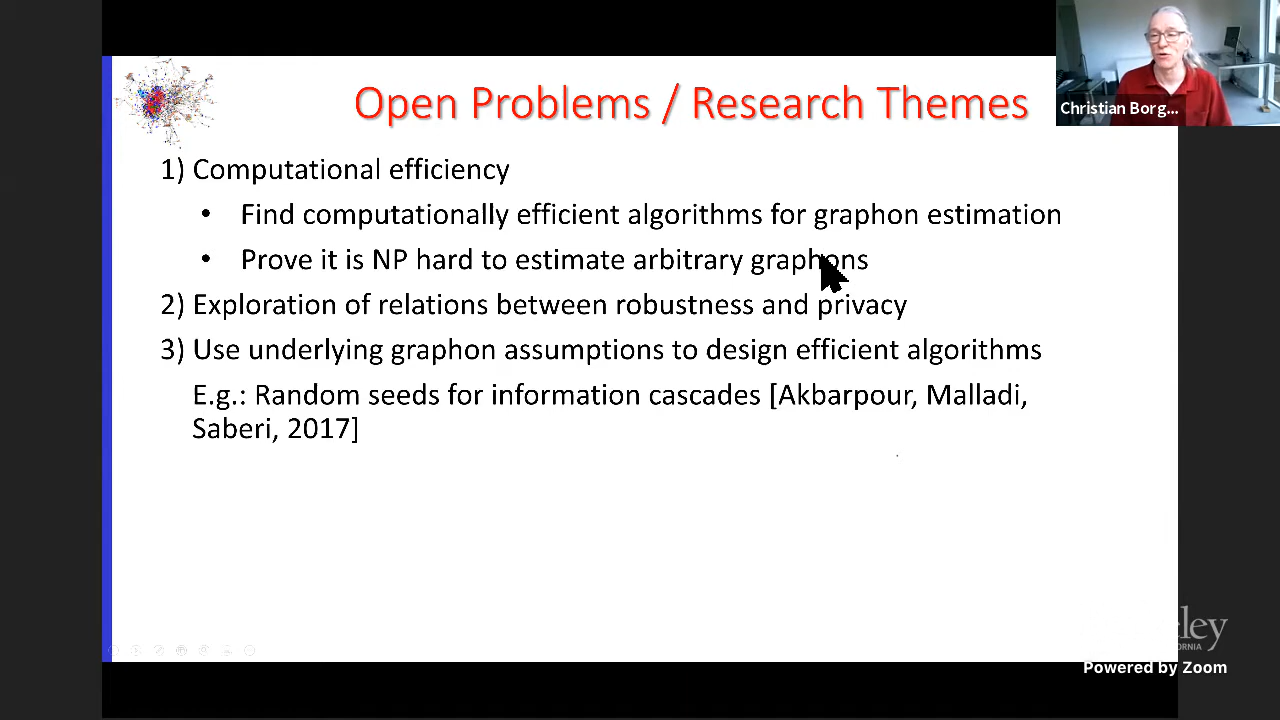 Open Problems / Research Themes
Christian Borg...
1) Computational efficiency
• Find computationally efficient algorithms for graphon estimation
• Prove it is NP hard to estimate arbitrary graphons
2) Exploration of relations between robustness and privacy
3) Use underlying graphon assumptions to design efficient algorithms
E.g.: Random seeds for information cascades [Akbarpour, Malladi,
Saberi, 2017]
eley
ORNIA
Powered by Zoom